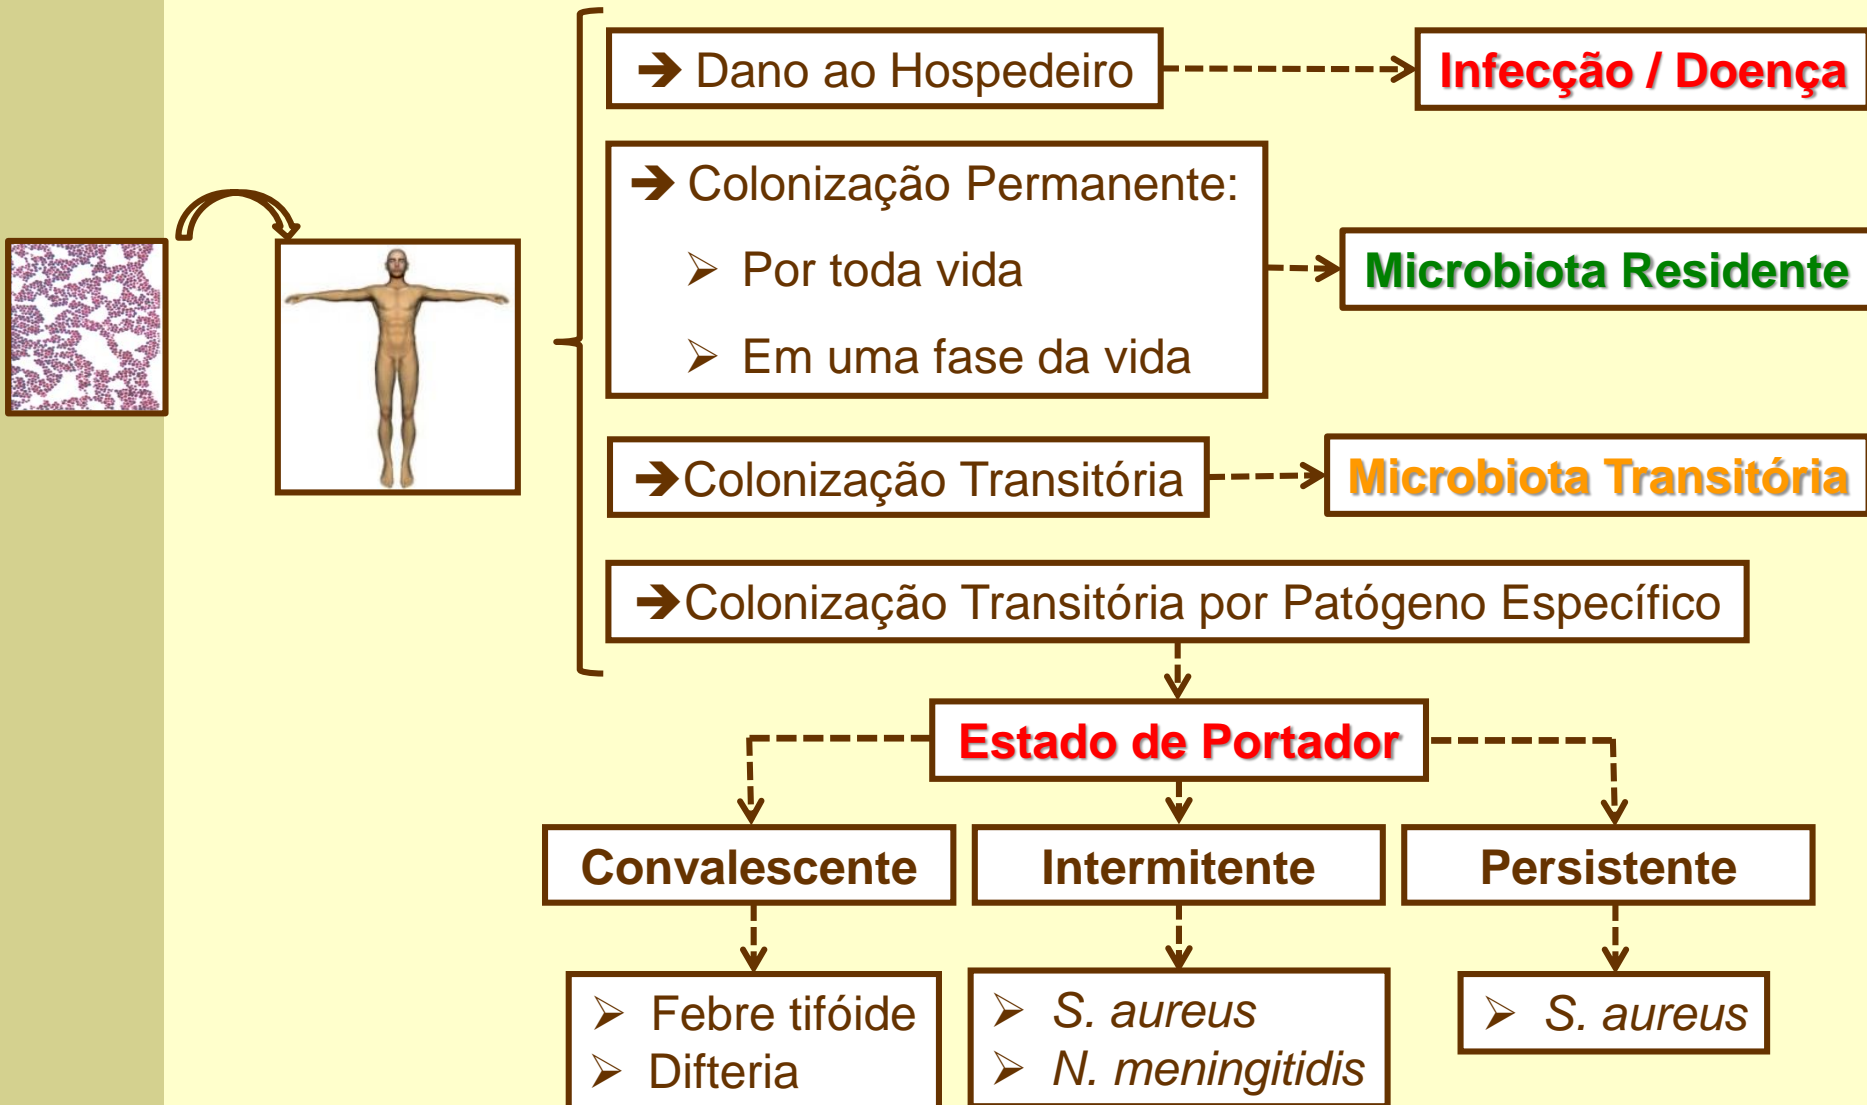 ➔ Dano ao Hospedeiro
Infecção / Doença
➔ Colonização Permanente:
➢ Por toda vida
➢ Em uma fase da vida
Microbiota Residente
➔Colonização Transitória
Microbiota Transitória
➔Colonização Transitória por Patógeno Específico
Estado de Portador
Convalescente
Intermitente
Persistente
➢ Febre tifóide
➢ Difteria
➢ S. aureus
➢ N. meningitidis
➢ S. aureus